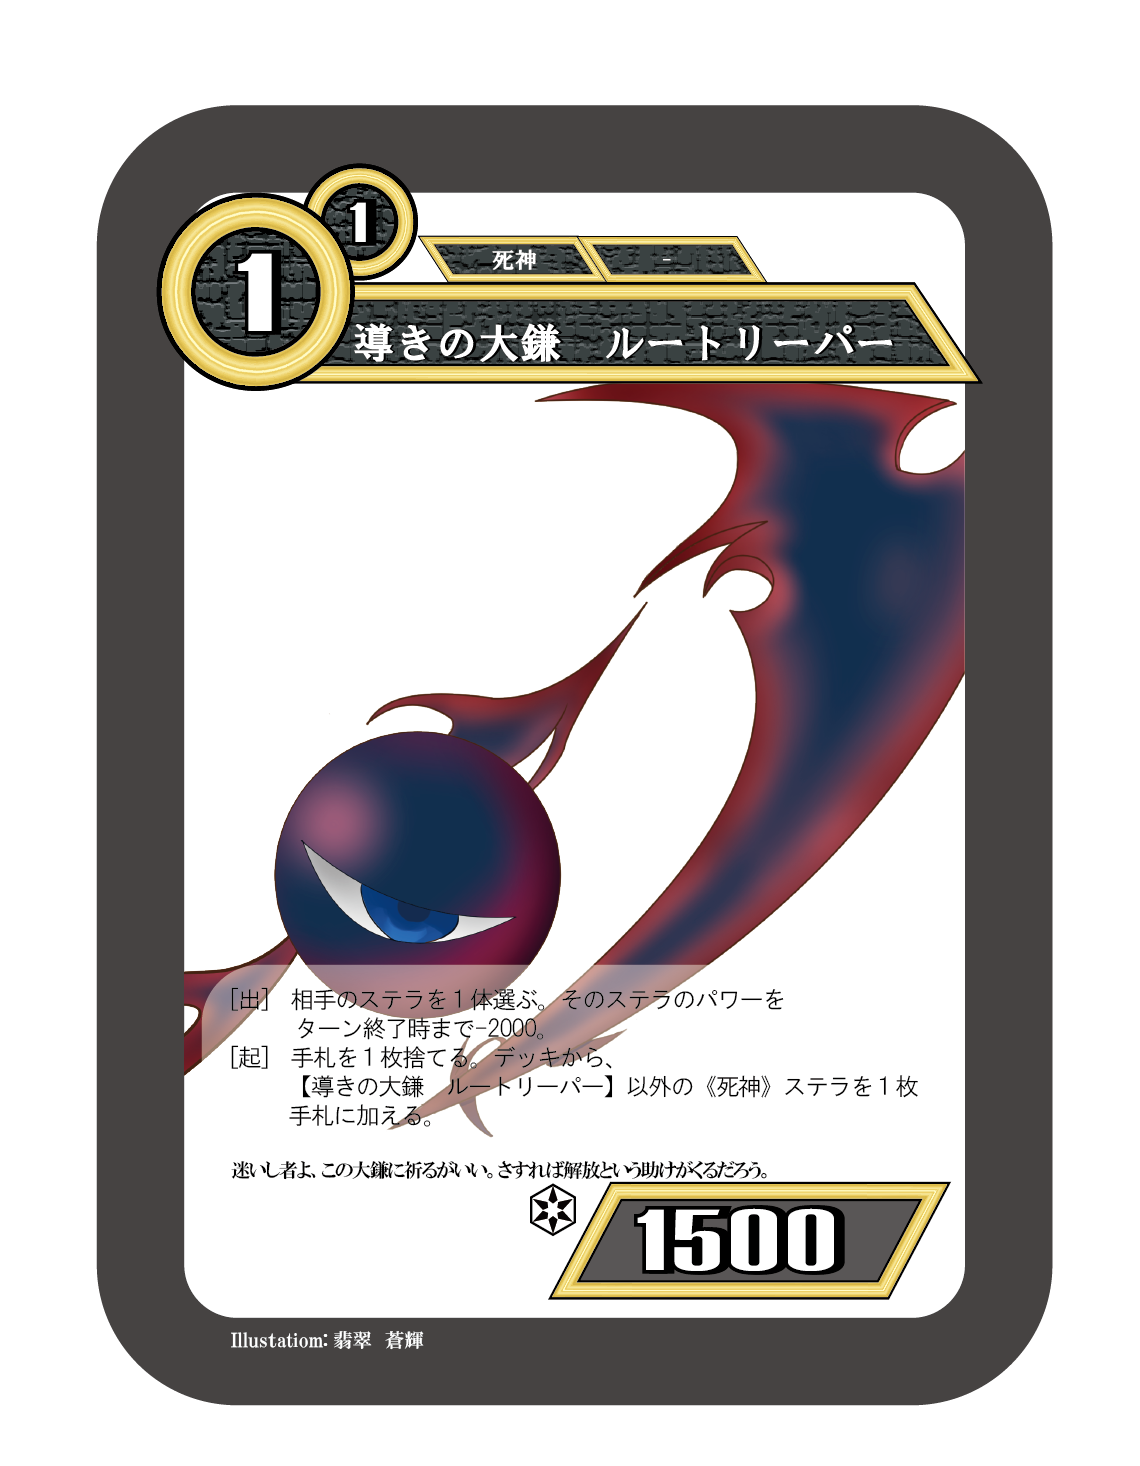 1
1
死神
-
導きの大鎌　ルートリーパー
［出］ 相手のステラを１体選ぶ。そのステラのパワーを
ターン終了時まで-2000。
［起］ 手札を１枚捨てる。デッキから、
【導きの大鎌　ルートリーパー】以外の《死神》ステラを１枚
手札に加える。
迷いし者よ、この大鎌に祈るがいい。さすれば解放という助けがくるだろう。
1500
Illustatiom: 翡翠　蒼輝